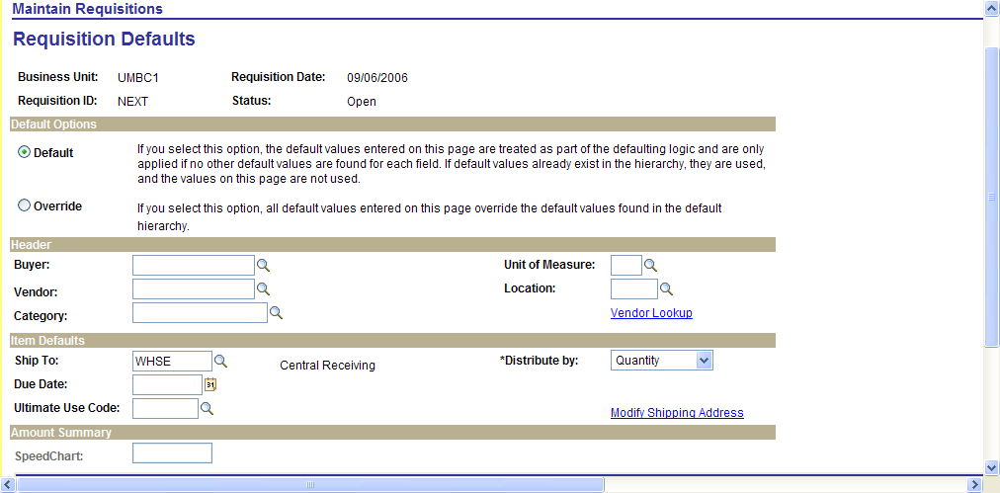 Maintain Requisitions
Requisition Defaults
Business Unit: UMBC1 Requisition Date: 09/06/2006
Requisition ID: NEXT Status: Open
Default Options
Default If you select this option, the default values entered on this page are treated as part of the defaulting logic and are only
applied if no other default values are found for each field. If default values already exist in the hierarchy, they are used,
and the values on this page are not used.
Override If you select this option, all default values entered on this page override the default values found in the default
hierarchy.
Header
Buyer: Unit of Measure:
Vendor: Location:
Category: Vendor Lookup
Item Defaults
Ship To: WHSE Central Receiving *Distribute by: Quantity
Due Date: 31
Ultimate Use Code: Modify Shipping Address
Amount Summary
SpeedChart: